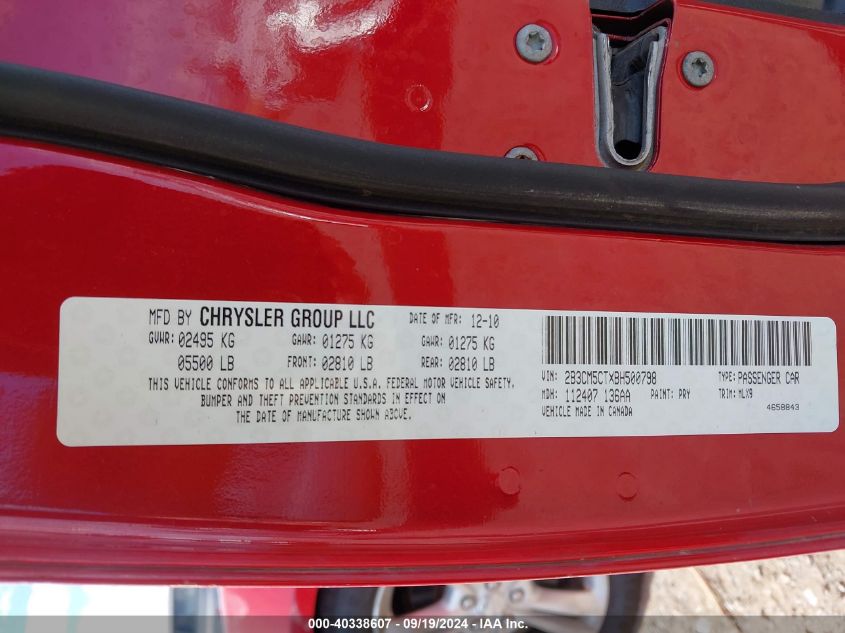 MFD BY CHRYSLER GROUP LLC DATE OF MFR: 12-10
GVWR: 02495 KG GAWR: 01275 KG GAWR: 01275 KG
05500 LB FRONT: 02810 LB REAR: 02810 LB
THIS VEHICLE CONFORMS TO ALL APPLICABLE U.S.A. FEDERAL MOTOR VEHICLE SAFETY,
BUMPER AND THEFT PREVENTION STANDARDS IN EFFECT ON
THE DATE OF MANUFACTURE SHOWN ABOVE.
VIN: 2B3CM5CTXBH500798 TYPE: PASSENGER CAR
MDH: 112407 136AA PAINT: PRY TRIM: MLX9
VEHICLE MADE IN CANADA 4658843
000-40338607 - 09/19/2024 - IAA Inc.